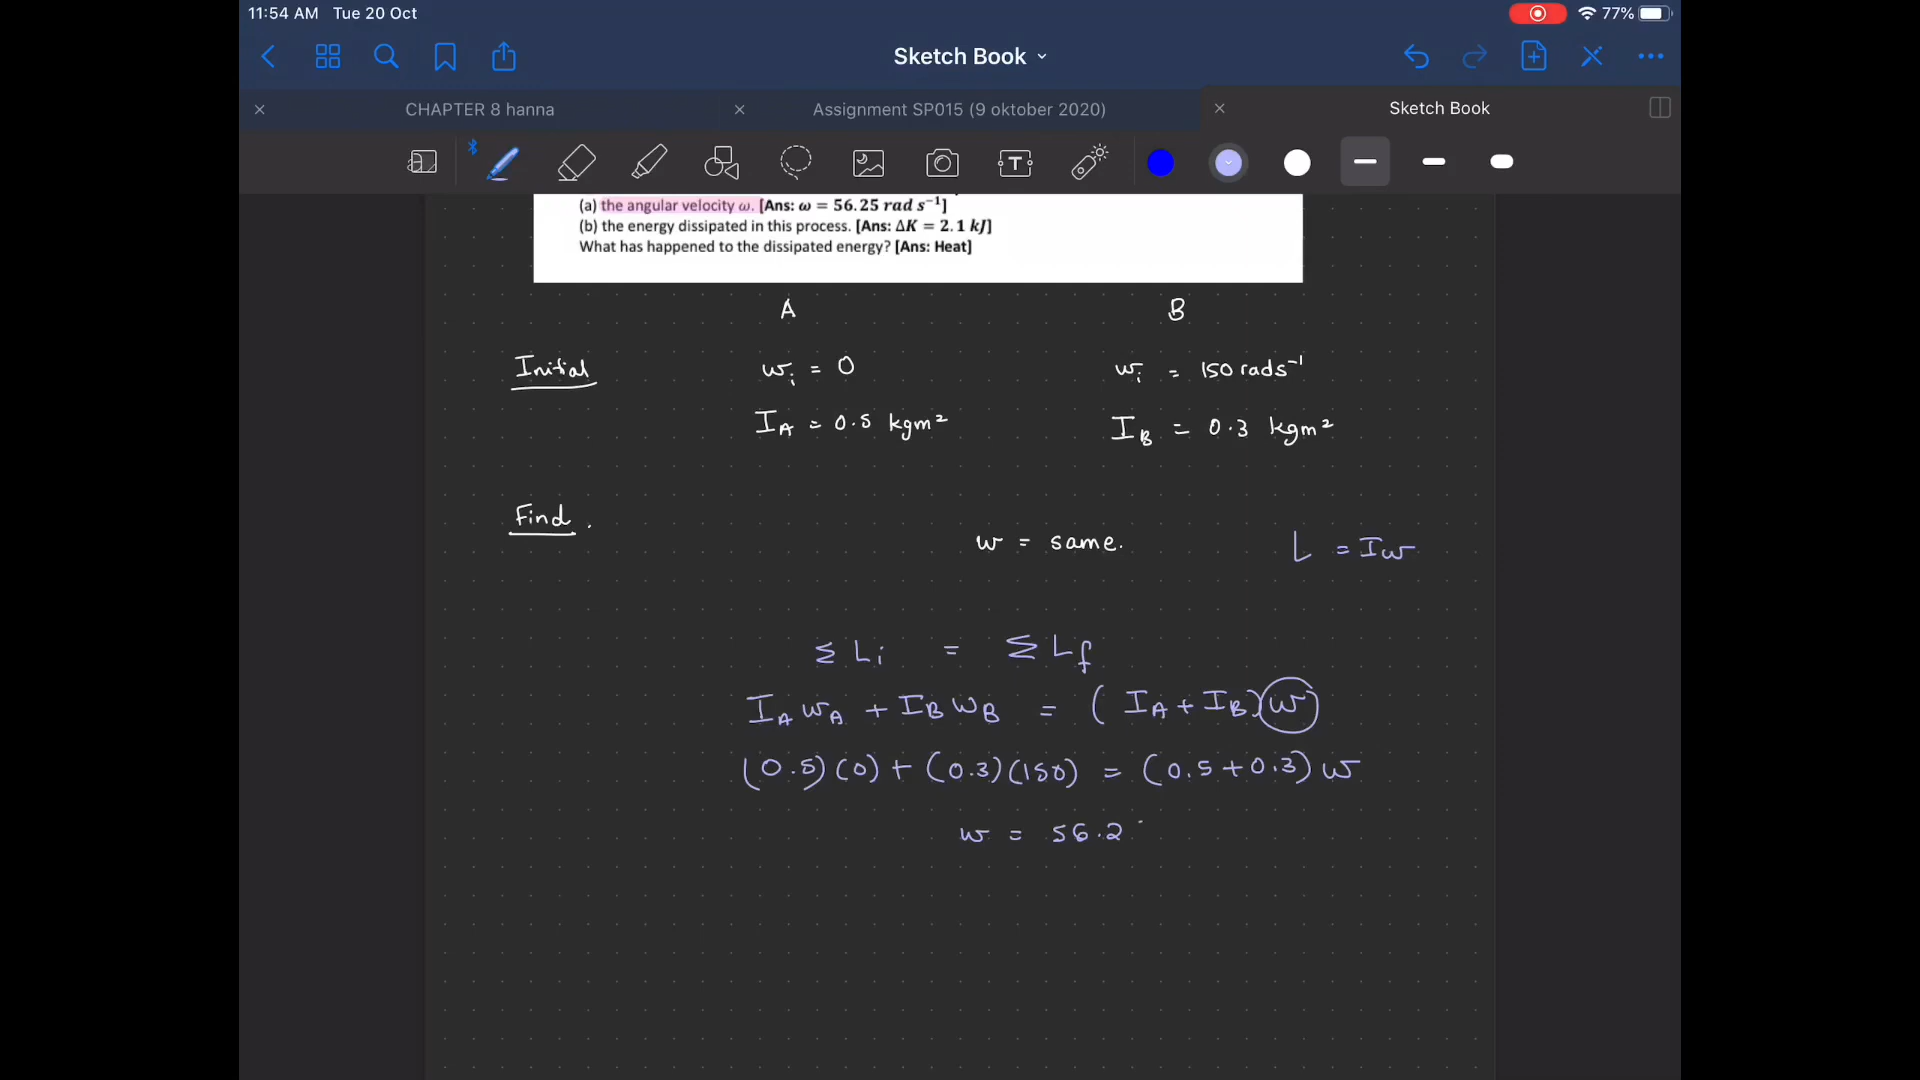 11:54 AM Tue 20 Oct
77%
Sketch Book
CHAPTER 8 hanna
Assignment SP015 (9 oktober 2020)
Sketch Book
T
(a) the angular velocity ω. [Ans: ω = 56.25 rad s⁻¹]
(b) the energy dissipated in this process. [Ans: ΔK = 2.1 kJ]
What has happened to the dissipated energy? [Ans: Heat]
A B
Initial ωᵢ = 0 ωᵢ = 150 rads⁻¹
I_A = 0.5 kgm² I_B = 0.3 kgm²
Find.
ω = same. L = Iω
Σ Lᵢ = Σ L_f
I_A ω_A + I_B ω_B = (I_A + I_B) ω
(0.5)(0) + (0.3)(150) = (0.5 + 0.3) ω
ω = 56.2